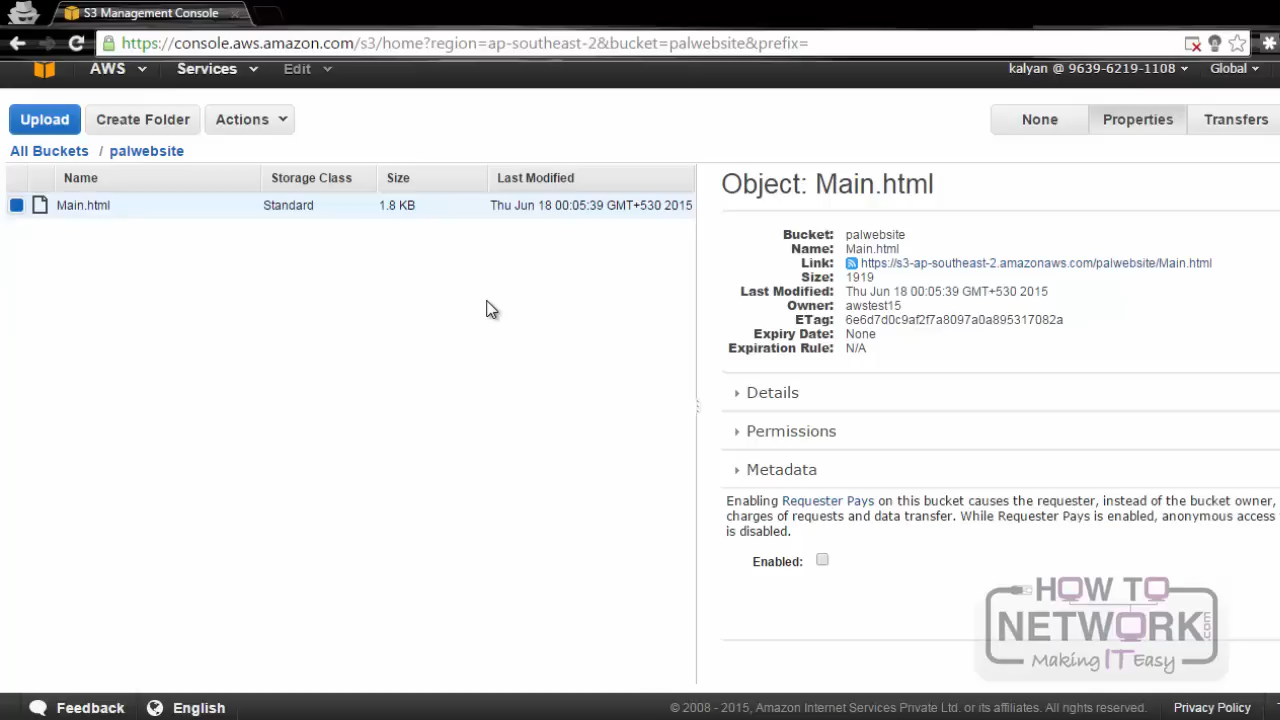 S3 Management Console
https://console.aws.amazon.com/s3/home?region=ap-southeast-2&bucket=palwebsite&prefix=
AWS Services Edit kalyan @ 9639-6219-1108 Global
Upload Create Folder Actions None Properties Transfers
All Buckets / palwebsite
Name Storage Class Size Last Modified
Main.html Standard 1.8 KB Thu Jun 18 00:05:39 GMT+530 2015
Object: Main.html
Bucket: palwebsite
Name: Main.html
Link: https://s3-ap-southeast-2.amazonaws.com/palwebsite/Main.html
Size: 1919
Last Modified: Thu Jun 18 00:05:39 GMT+530 2015
Owner: awstest15
ETag: 6e6d7d0c9af2f7a8097a0a895317082a
Expiry Date: None
Expiration Rule: N/A
Details
Permissions
Metadata
Enabling Requester Pays on this bucket causes the requester, instead of the bucket owner,
charges of requests and data transfer. While Requester Pays is enabled, anonymous access
is disabled.
Enabled:
HOW TO
NETWORK.com
Making IT Easy
Feedback English © 2008 - 2015, Amazon Internet Services Private Ltd. or its affiliates. All rights reserved. Privacy Policy